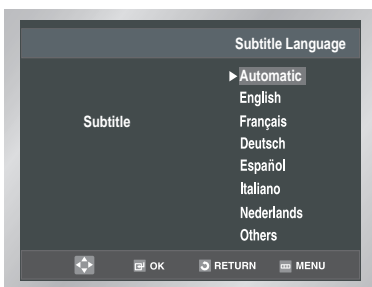 Subtitle Language
Subtitle
►Automatic
English
Français
Deutsch
Español
Italiano
Nederlands
Others
OK RETURN MENU